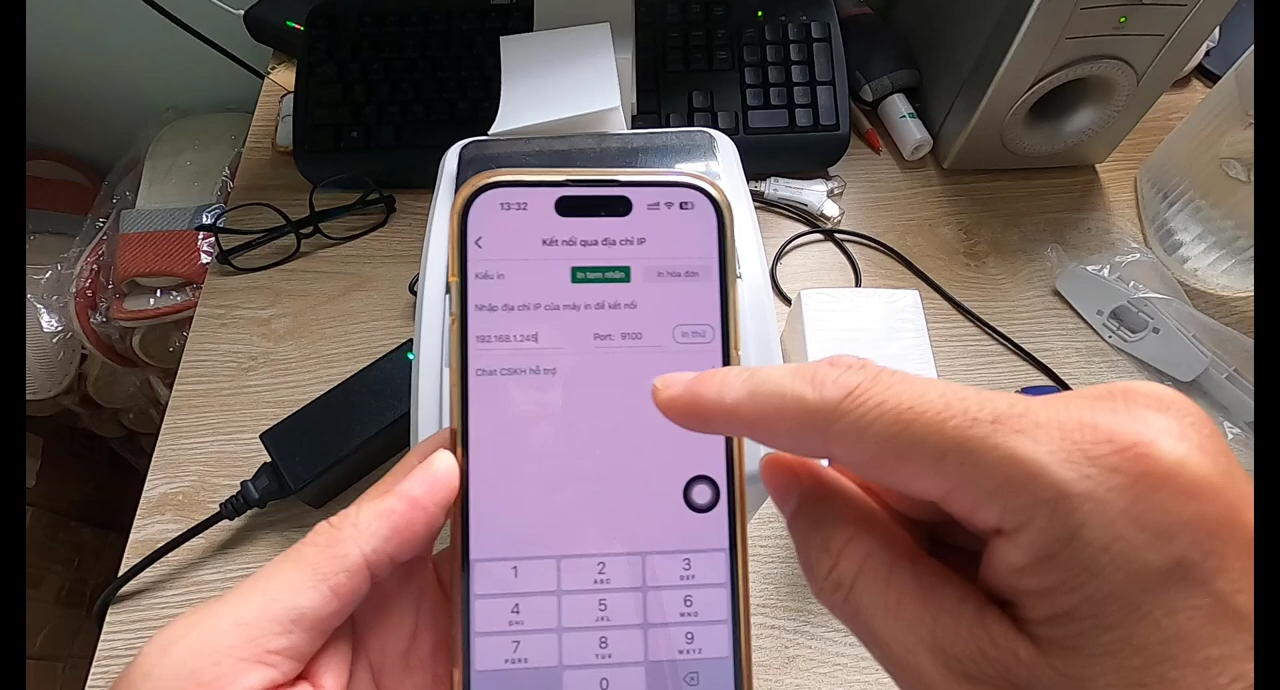 13:32
Kết nối qua địa chỉ IP
Kiểu in In tem nhãn In hóa đơn
Nhập địa chỉ IP của máy in để kết nối
192.168.1.245 Port: 9100 In thử
Chat CSKH hỗ trợ
1 2 3
ABC DEF
4 5 6
GHI JKL MNO
7 8 9
PQRS TUV WXYZ
0